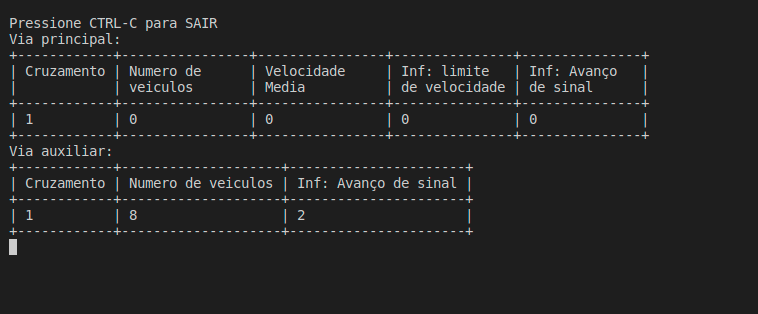 Pressione CTRL-C para SAIR
Via principal:
+------------+----------------+----------------+---------------+---------------+
| Cruzamento | Numero de      | Velocidade     | Inf: limite   | Inf: Avanço   |
|            | veiculos       | Media          | de velocidade | de sinal      |
+------------+----------------+----------------+---------------+---------------+
| 1          | 0              | 0              | 0             | 0             |
+------------+----------------+----------------+---------------+---------------+
Via auxiliar:
+------------+--------------------+----------------------+
| Cruzamento | Numero de veiculos | Inf: Avanço de sinal |
+------------+--------------------+----------------------+
| 1          | 8                  | 2                    |
+------------+--------------------+----------------------+